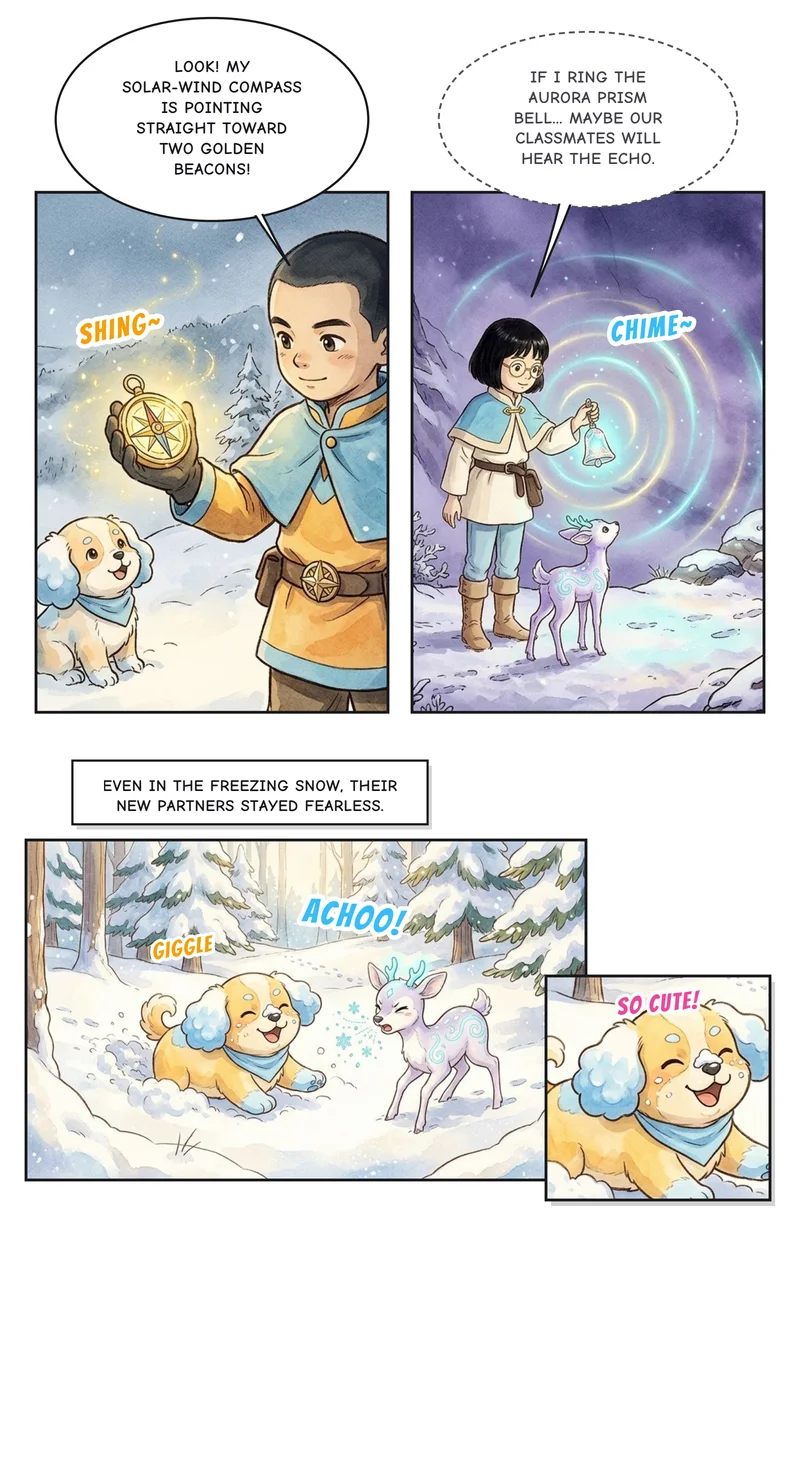 LOOK! MY
SOLAR-WIND COMPASS
IS POINTING
STRAIGHT TOWARD
TWO GOLDEN
BEACONS!
IF I RING THE
AURORA PRISM
BELL... MAYBE OUR
CLASSMATES WILL
HEAR THE ECHO.
SHING~
CHIME~
EVEN IN THE FREEZING SNOW, THEIR
NEW PARTNERS STAYED FEARLESS.
GIGGLE
ACHOO!
SO CUTE!